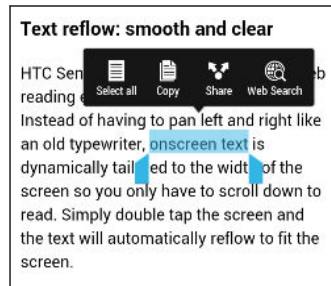 Text reflow: smooth and clear
Select all Copy Share Web Search
HTC Sen
reading
Instead of having to pan left and right like
an old typewriter, onscreen text is
dynamically tail ed to the widt of the
screen so you only have to scroll down to
read. Simply double tap the screen and
the text will automatically reflow to fit the
screen.